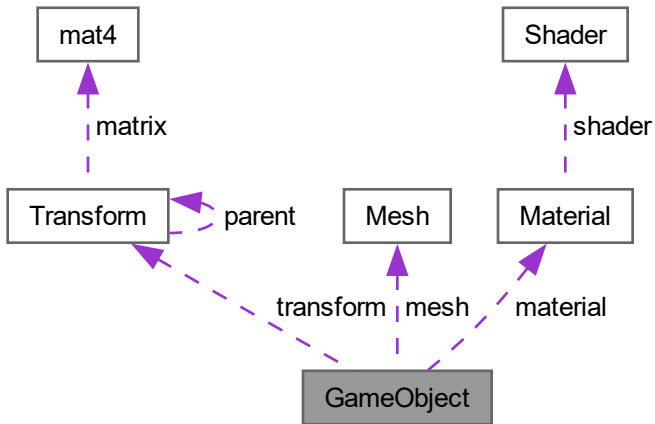 mat4
Shader
matrix
shader
Transform
parent
Mesh
Material
transform
mesh
material
GameObject